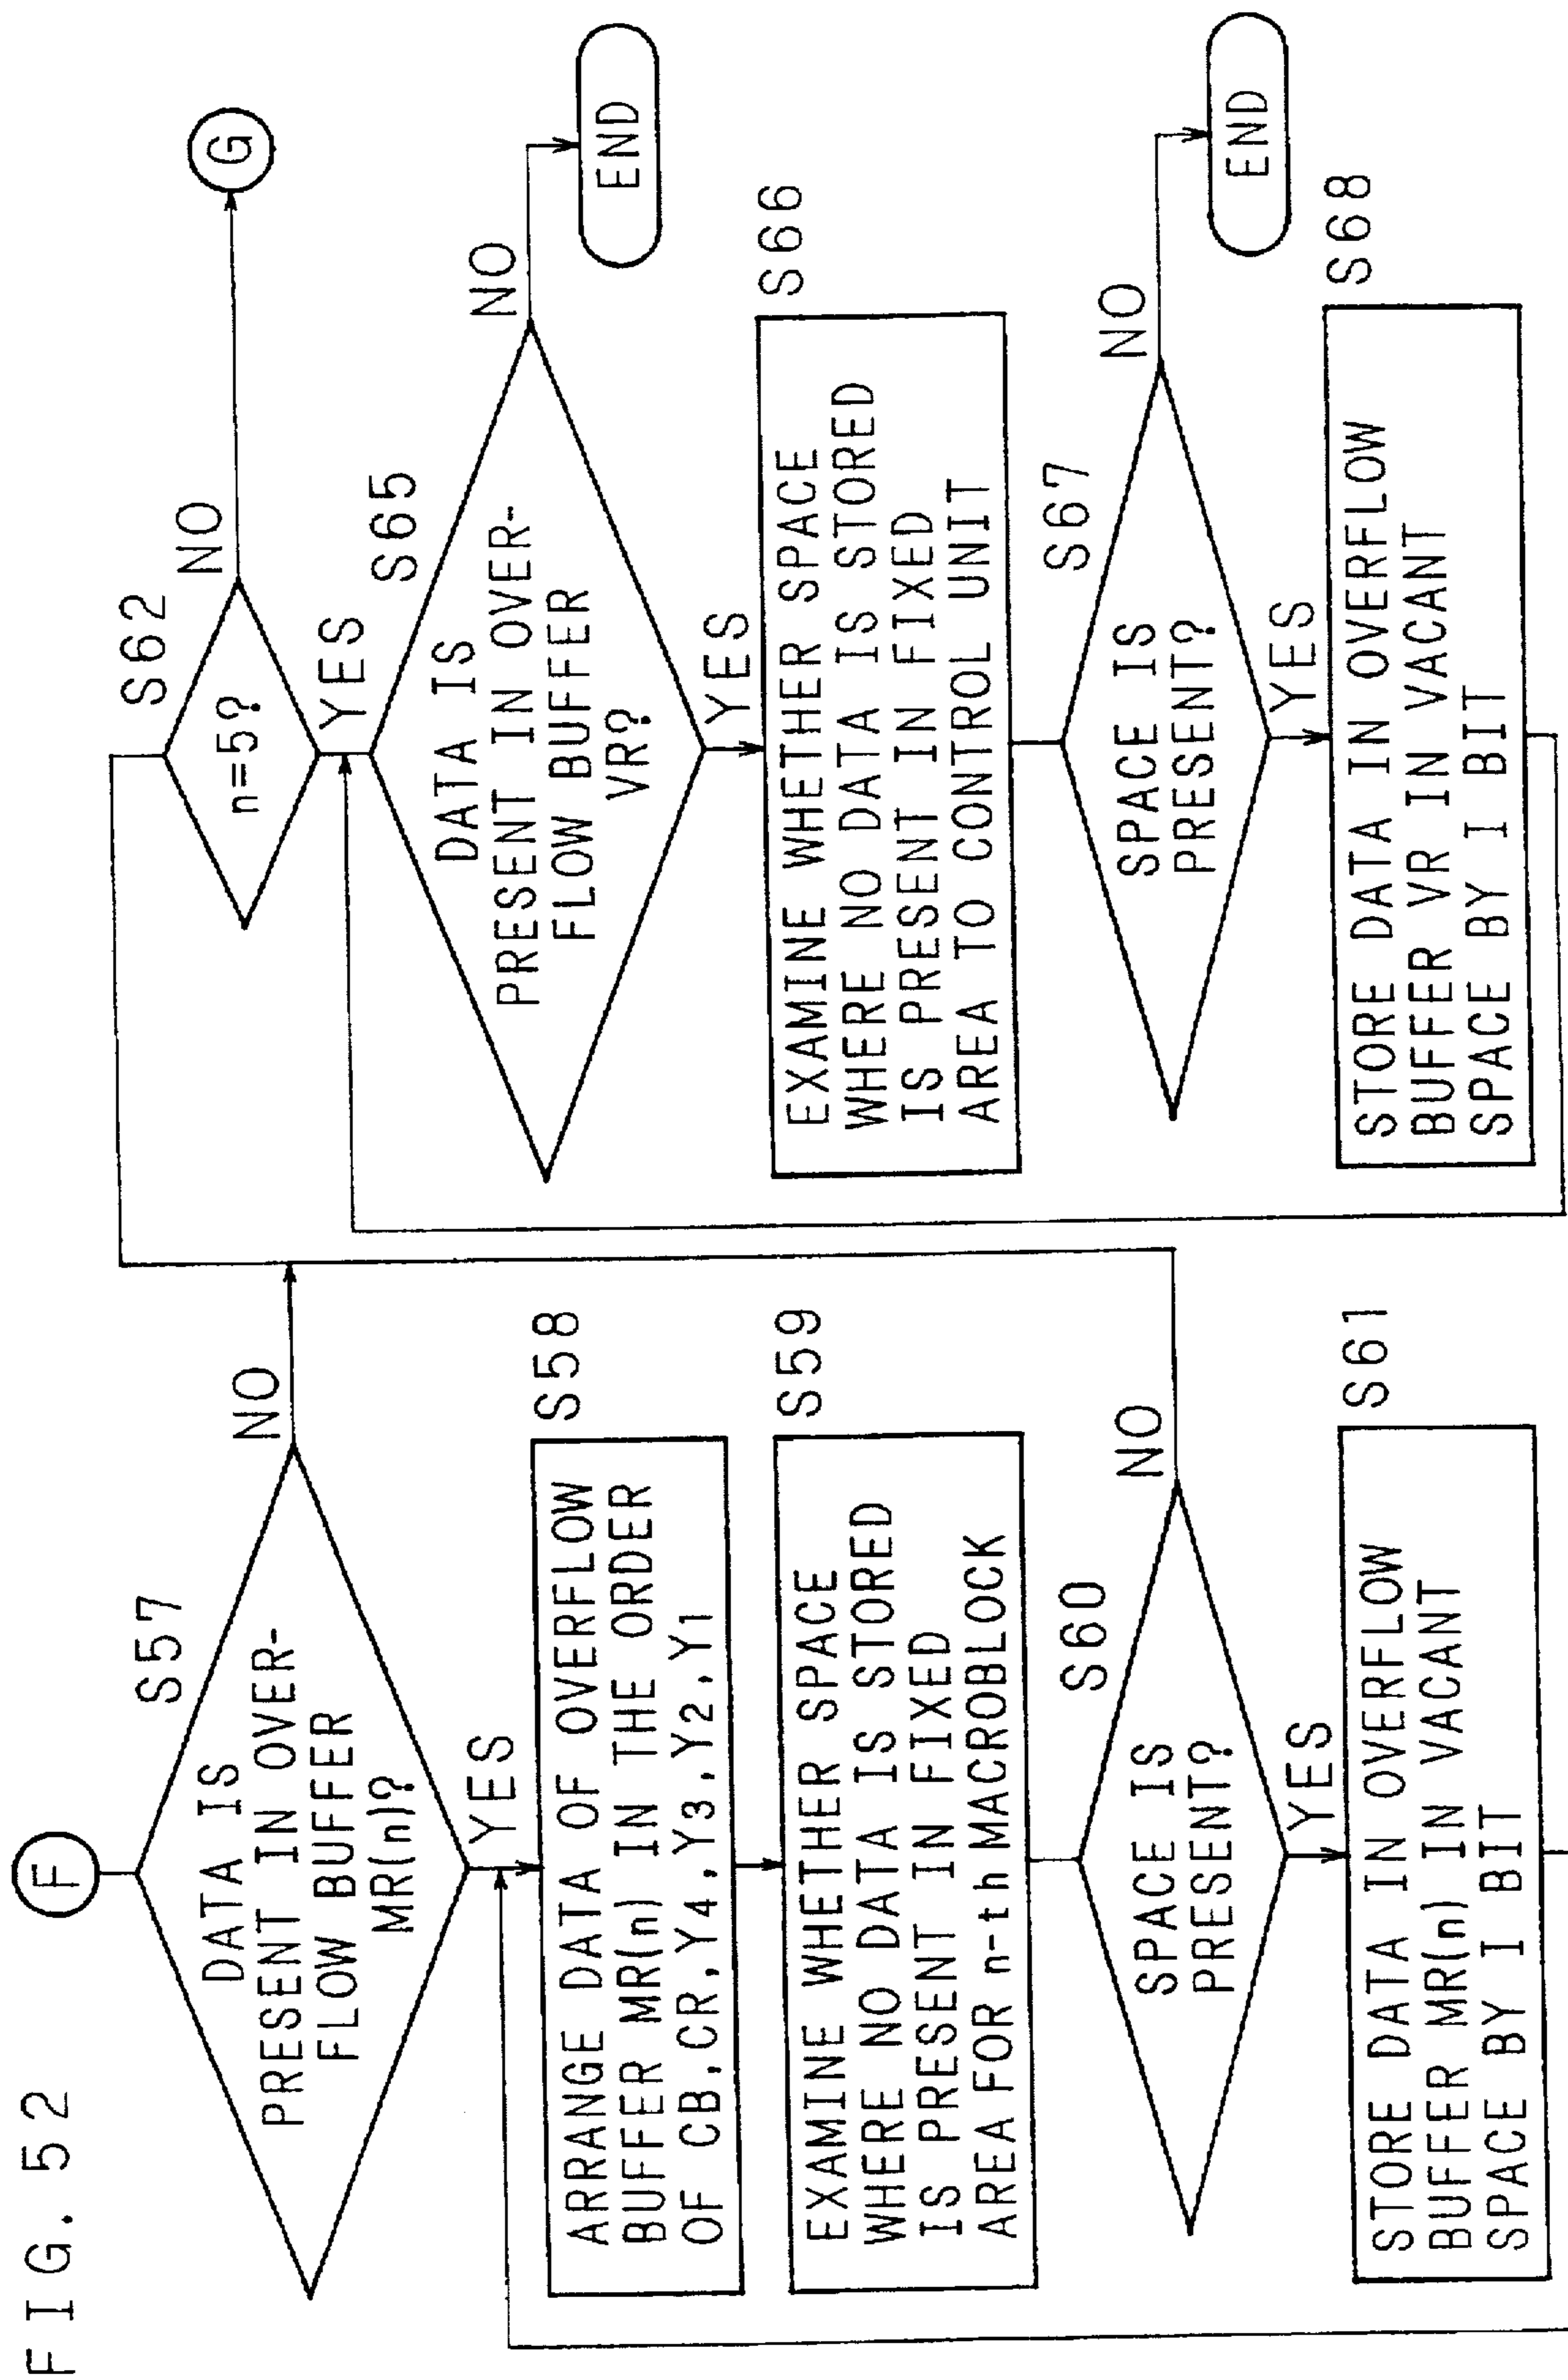 FIG. 52
F
S57
DATA IS
PRESENT IN OVER-
FLOW BUFFER
MR(n)?
NO
YES
S58
ARRANGE DATA OF OVERFLOW
BUFFER MR(n) IN THE ORDER
OF CB,CR,Y4,Y3,Y2,Y1
S59
EXAMINE WHETHER SPACE
WHERE NO DATA IS STORED
IS PRESENT IN FIXED
AREA FOR n-th MACROBLOCK
S60
SPACE IS
PRESENT?
NO
YES
S61
STORE DATA IN OVERFLOW
BUFFER MR(n) IN VACANT
SPACE BY I BIT
S62
n=5?
NO
G
YES
S65
DATA IS
PRESENT IN OVER-
FLOW BUFFER
VR?
NO
END
YES
S66
EXAMINE WHETHER SPACE
WHERE NO DATA IS STORED
IS PRESENT IN FIXED
AREA TO CONTROL UNIT
S67
SPACE IS
PRESENT?
NO
END
YES
S68
STORE DATA IN OVERFLOW
BUFFER VR IN VACANT
SPACE BY I BIT